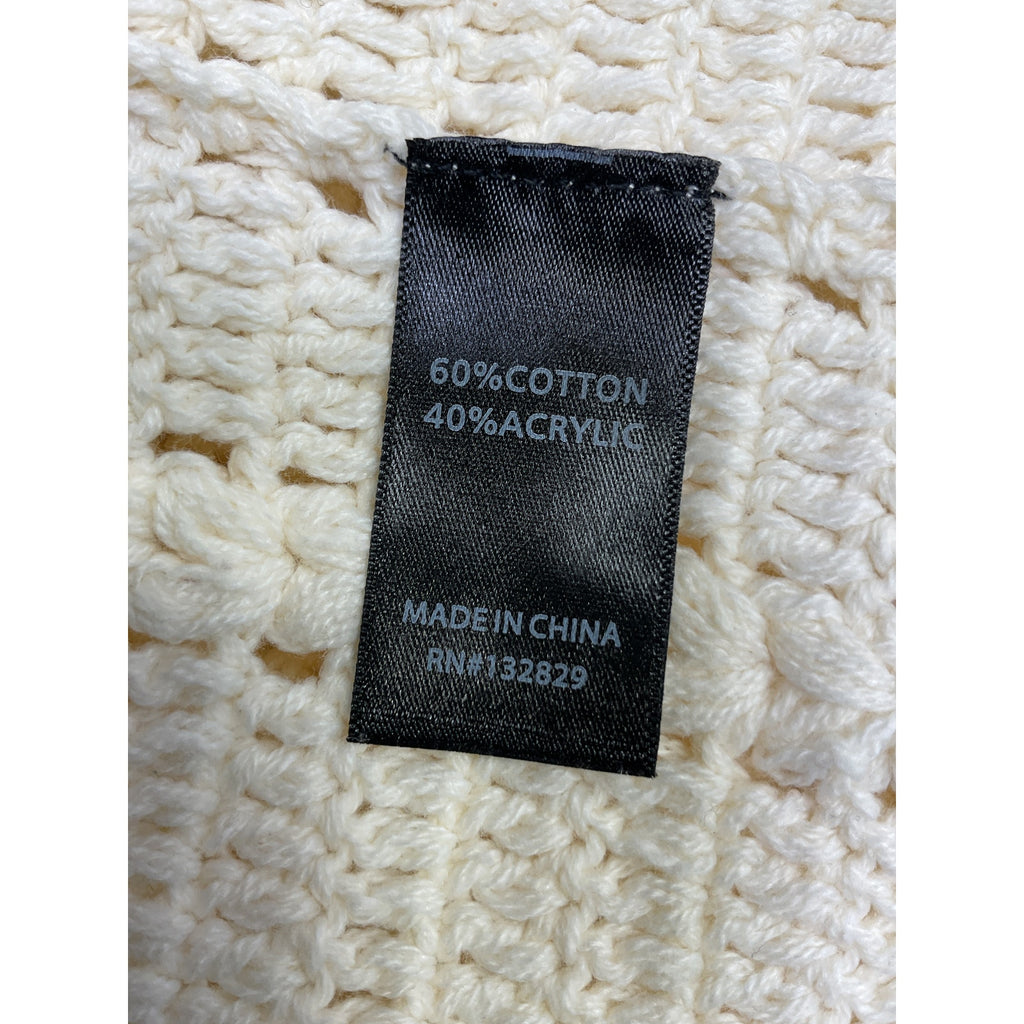 60%COTTON
40%ACRYLIC
MADE IN CHINA
RN#132829